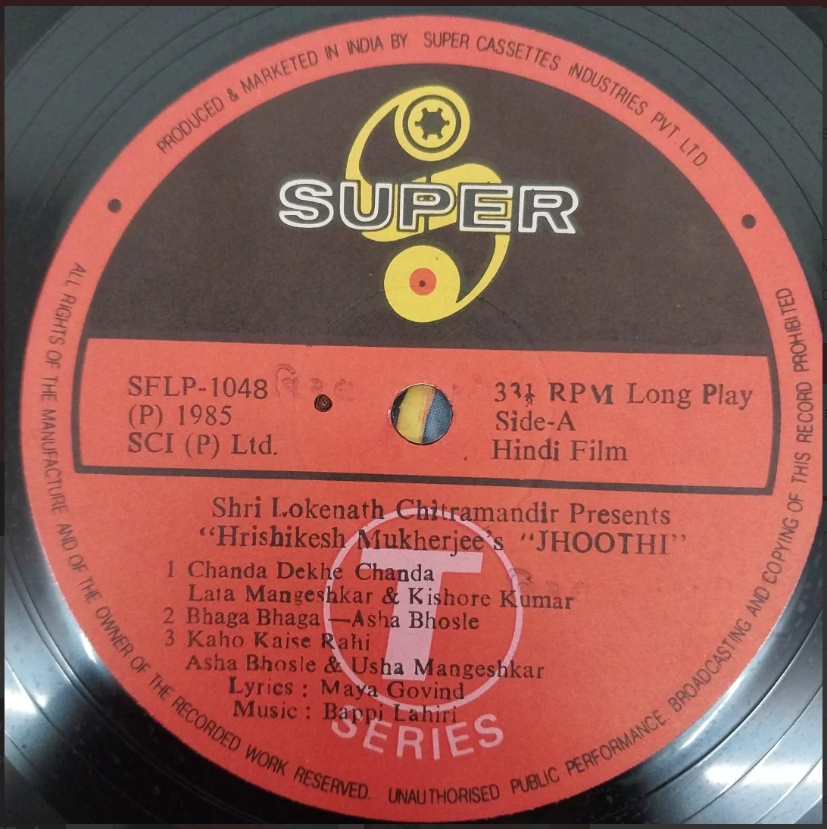 PRODUCED & MARKETED IN INDIA BY SUPER CASSETTES INDUSTRIES PVT. LTD.
SUPER
SFLP-1048
(P) 1985
SCI (P) Ltd.
33⅓ RPM Long Play
Side-A
Hindi Film
Shri Lokenath Chitramandir Presents
"Hrishikesh Mukherjee's "JHOOTHI"
1 Chanda Dekhe Chanda
Lata Mangeshkar & Kishore Kumar
2 Bhaga Bhaga —Asha Bhosle
3 Kaho Kaise Rahi
Asha Bhosle & Usha Mangeshkar
Lyrics : Maya Govind
Music : Bappi Lahiri
T
SERIES
ALL RIGHTS OF THE MANUFACTURE AND OF THE OWNER OF THE RECORDED WORK RESERVED. UNAUTHORISED PUBLIC PERFORMANCE BROADCASTING AND COPYING OF THIS RECORD PROHIBITED